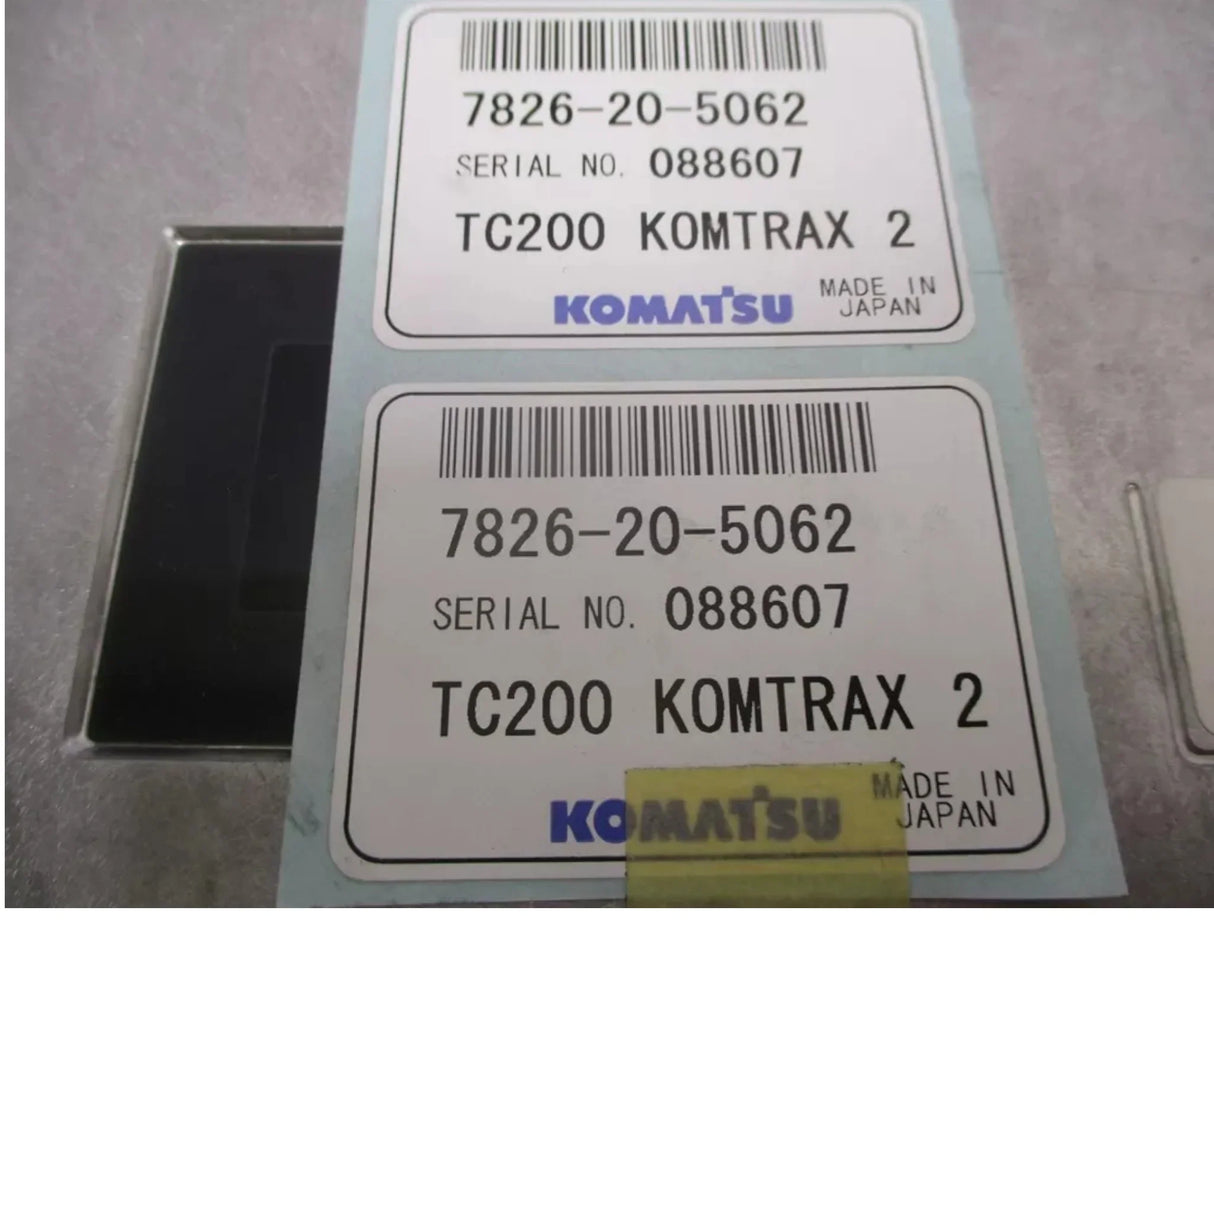 7826-20-5062
SERIAL NO. 088607
TC200 KOMTRAX 2
KOMATSU
MADE IN
JAPAN
7826-20-5062
SERIAL NO. 088607
TC200 KOMTRAX 2
KOMATSU
MADE IN
JAPAN